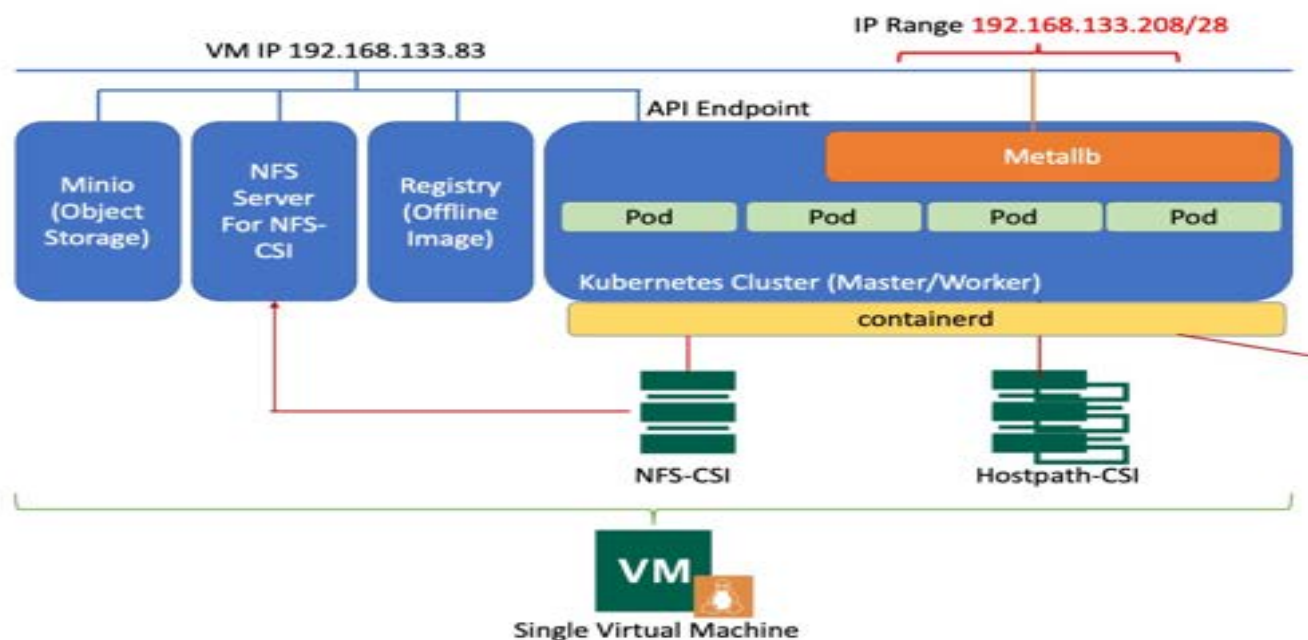 IP Range 192.168.133.208/28
VM IP 192.168.133.83
API Endpoint
Minio
(Object
Storage)
NFS
Server
For NFS-
CSI
Registry
(Offline
Image)
Metallb
Pod
Pod
Pod
Pod
Kubernetes Cluster (Master/Worker)
containerd
NFS-CSI
Hostpath-CSI
VM
Single Virtual Machine